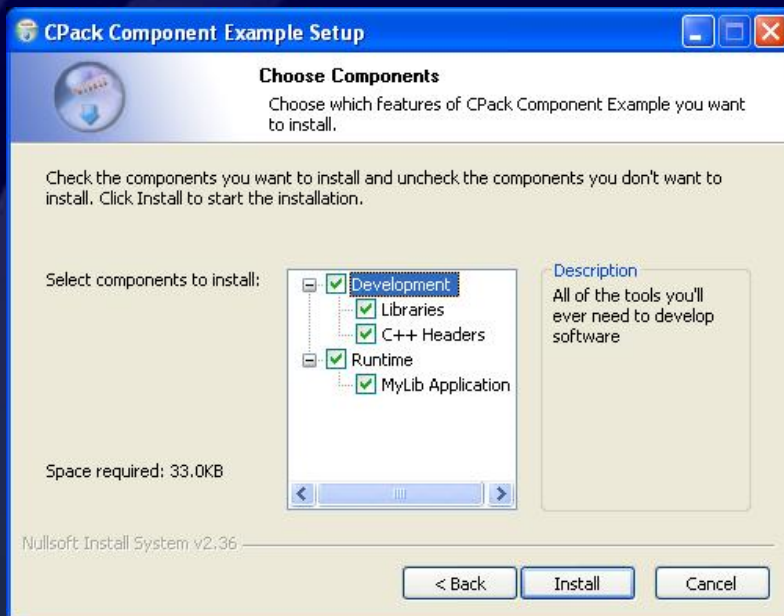 CPack Component Example Setup
Choose Components
Choose which features of CPack Component Example you want
to install.
Check the components you want to install and uncheck the components you don't want to
install. Click Install to start the installation.
Select components to install:
Development
Libraries
C++ Headers
Runtime
MyLib Application
Description
All of the tools you'll
ever need to develop
software
Space required: 33.0KB
Nullsoft Install System v2.36
< Back
Install
Cancel